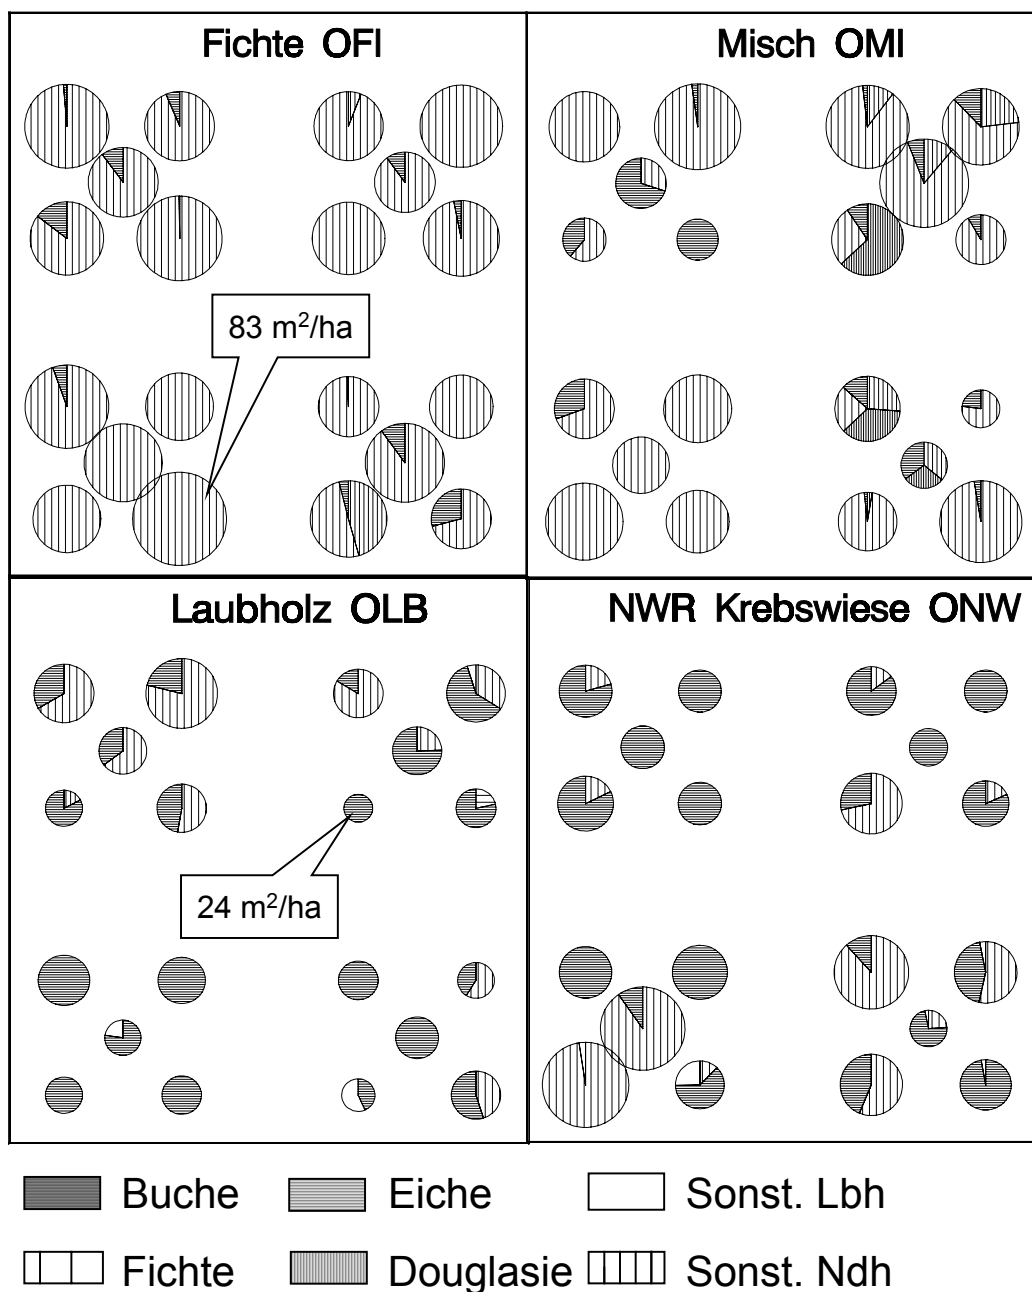 Fichte OFI
Misch OMI
83 m²/ha
Laubholz OLB
NWR Krebswiese ONW
24 m²/ha
Buche
Eiche
Sonst. Lbh
Fichte
Douglasie
Sonst. Ndh